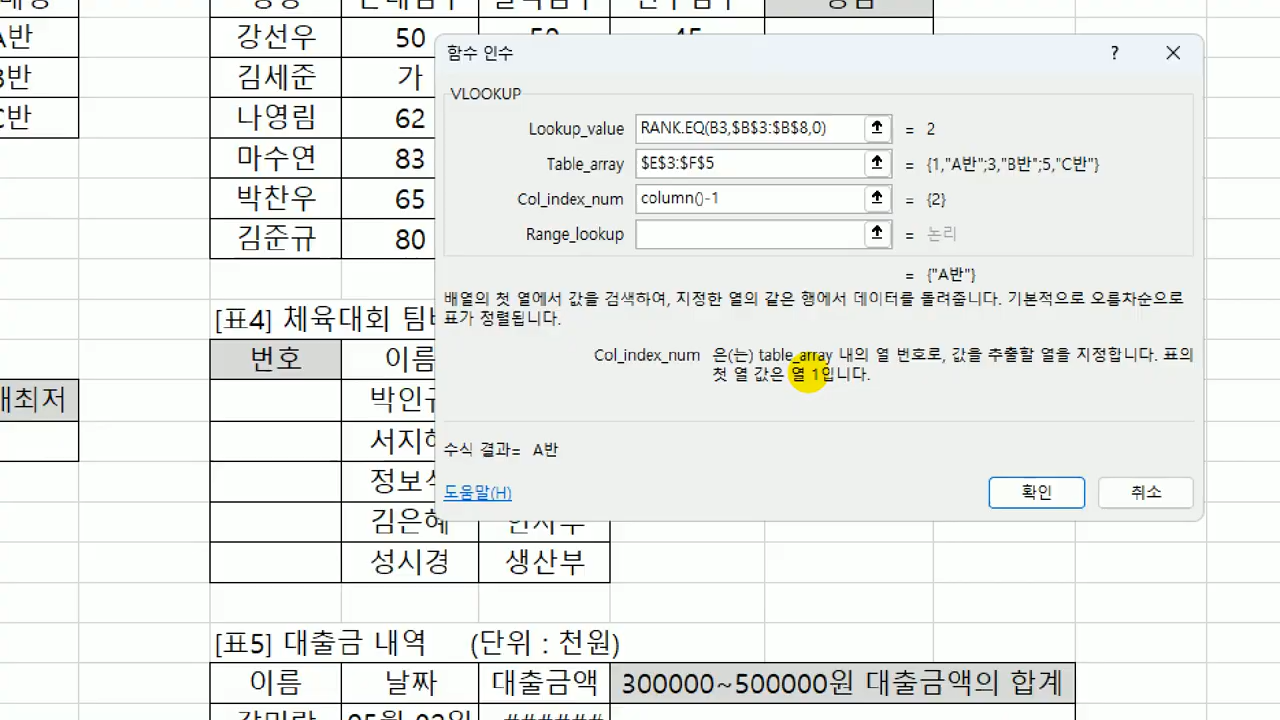 A반
강선우 50 50 45
함수 인수 ?
B반
김세준 가
VLOOKUP
C반
나영림 62
Lookup_value RANK.EQ(B3,$B$3:$B$8,0) = 2
마수연 83
Table_array $E$3:$F$5 = {1,"A반";3,"B반";5,"C반"}
박찬우 65
Col_index_num column()-1 = {2}
김준규 80
Range_lookup = 논리
= {"A반"}
배열의 첫 열에서 값을 검색하여, 지정한 열의 같은 행에서 데이터를 돌려줍니다. 기본적으로 오름차순으로
표가 정렬됩니다.
[표4] 체육대회
번호 이름
Col_index_num 은(는) table_array 내의 열 번호로, 값을 추출할 열을 지정합니다. 표의
첫 열 값은 열 1입니다.
최저
박인규
서지혜
수식 결과= A반
정보석
도움말(H) 확인 취소
김은혜 인사부
성시경 생산부
[표5] 대출금 내역 (단위 : 천원)
이름 날짜 대출금액 300000~500000원 대출금액의 합계
######